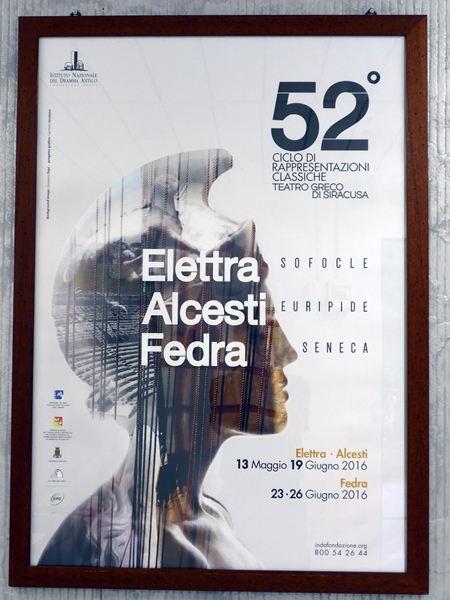 ISTITUTO NAZIONALE
DEL DRAMMA ANTICO
52°
CICLO DI
RAPPRESENTAZIONI
CLASSICHE
TEATRO GRECO
DI SIRACUSA
Elettra SOFOCLE
Alcesti EURIPIDE
Fedra SENECA
Elettra · Alcesti
13 Maggio 19 Giugno 2016
Fedra
23 · 26 Giugno 2016
indafondazione.org
800 54 26 44